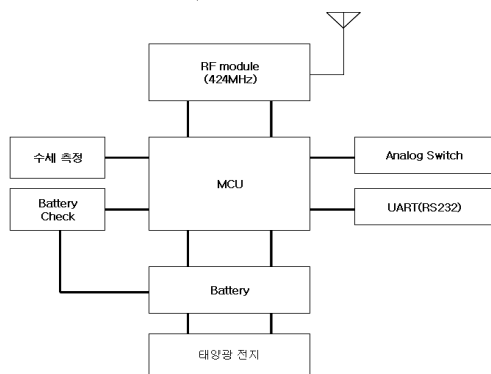 RF module
(424MHz)
수세 측정
MCU
Analog Switch
Battery
Check
UART(RS232)
Battery
태양광 전지